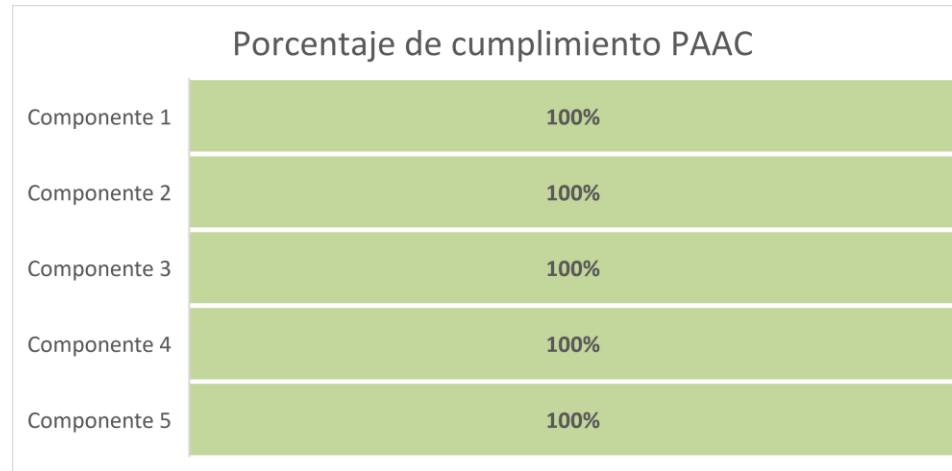 Porcentaje de cumplimiento PAAC
Componente 1 100%
Componente 2 100%
Componente 3 100%
Componente 4 100%
Componente 5 100%